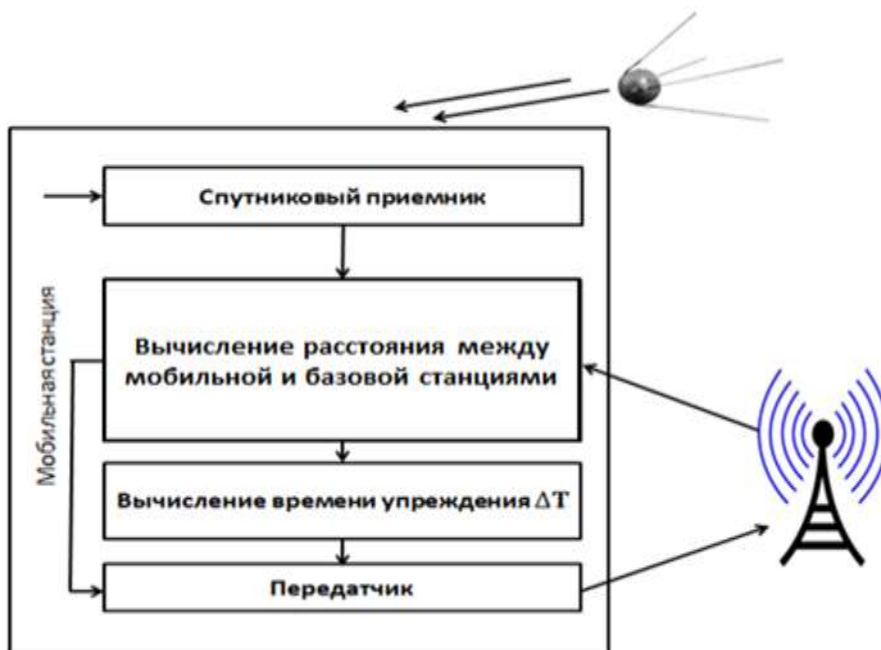 Спутниковый приемник
Мобильная станция
Вычисление расстояния между
мобильной и базовой станциями
Вычисление времени упреждения ΔT
Передатчик